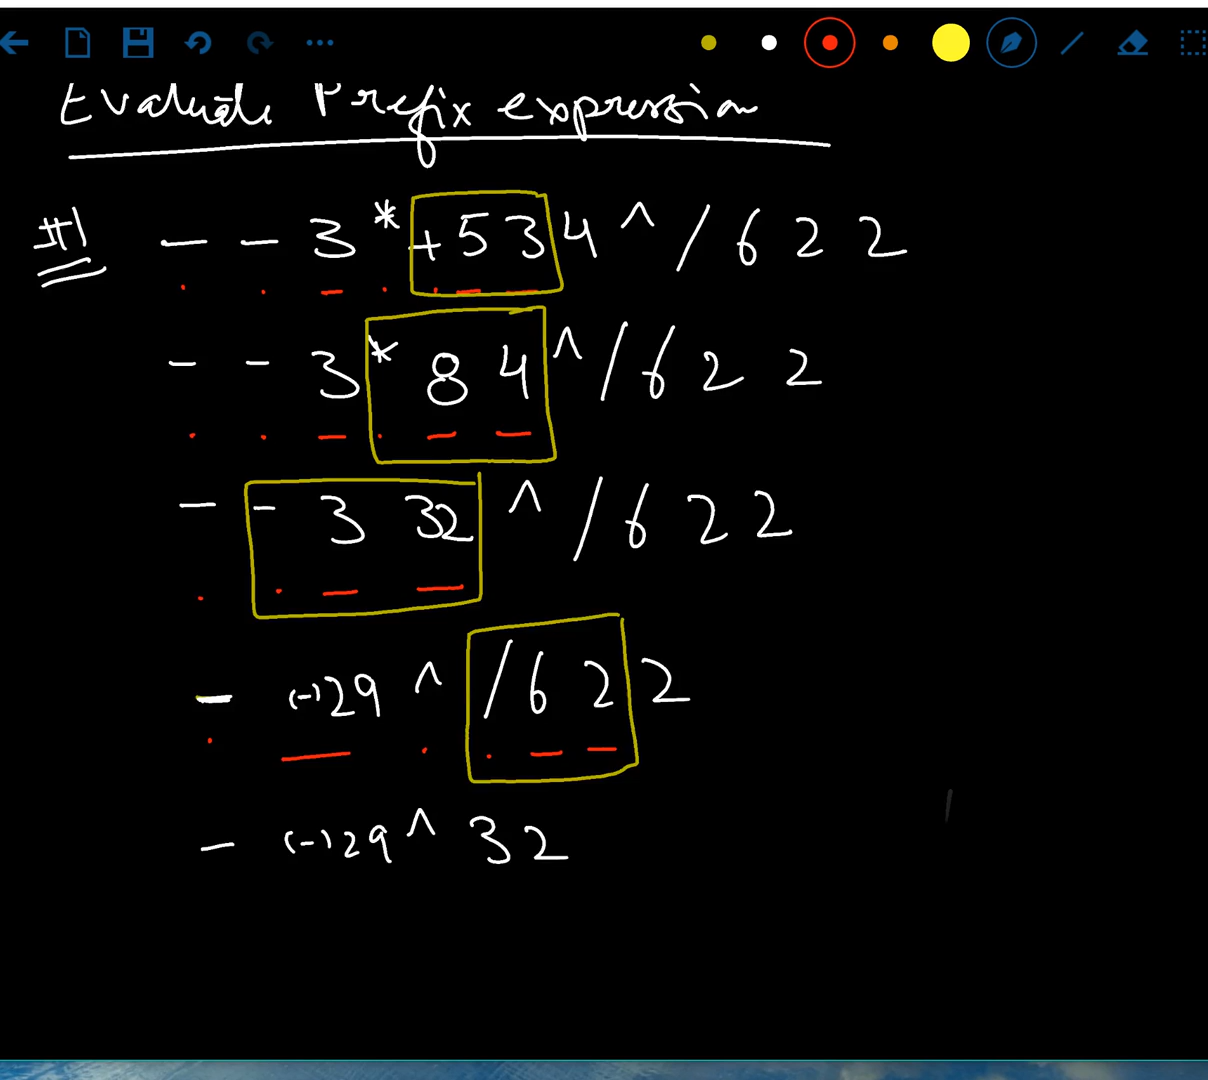 Evaluate Prefix expression
#1 - - 3 * + 5 3 4 ^ / 6 2 2
- - 3 * 8 4 ^ / 6 2 2
- - 3 32 ^ / 6 2 2
- (-)29 ^ / 6 2 2
- (-)29 ^ 3 2